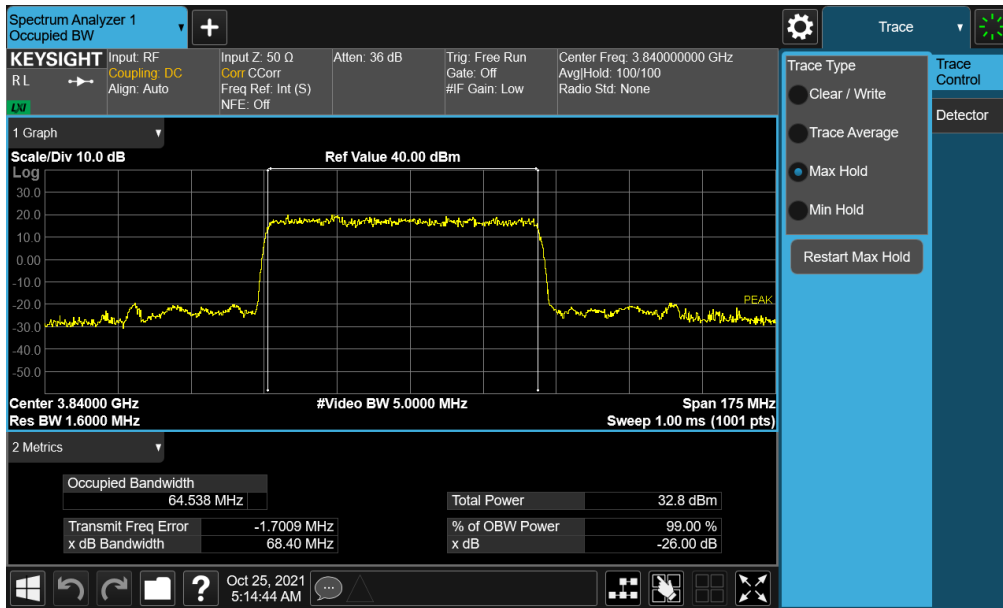 Spectrum Analyzer 1
Occupied BW
+
Trace
KEYSIGHT
R L
LXI
Input: RF
Coupling: DC
Align: Auto
Input Z: 50 Ω
Corr CCorr
Freq Ref: Int (S)
NFE: Off
Atten: 36 dB
Trig: Free Run
Gate: Off
#IF Gain: Low
Center Freq: 3.840000000 GHz
Avg|Hold: 100/100
Radio Std: None
Trace Type
Clear / Write
Trace Average
Max Hold
Min Hold
Restart Max Hold
Trace
Control
Detector
1 Graph
Scale/Div 10.0 dB
Ref Value 40.00 dBm
Log
30.0
20.0
10.0
0.00
-10.0
-20.0
-30.0
-40.0
-50.0
PEAK
Center 3.84000 GHz
#Video BW 5.0000 MHz
Span 175 MHz
Res BW 1.6000 MHz
Sweep 1.00 ms (1001 pts)
2 Metrics
Occupied Bandwidth
64.538 MHz
Total Power 32.8 dBm
Transmit Freq Error -1.7009 MHz
% of OBW Power 99.00 %
x dB Bandwidth 68.40 MHz
x dB -26.00 dB
?
Oct 25, 2021
5:14:44 AM